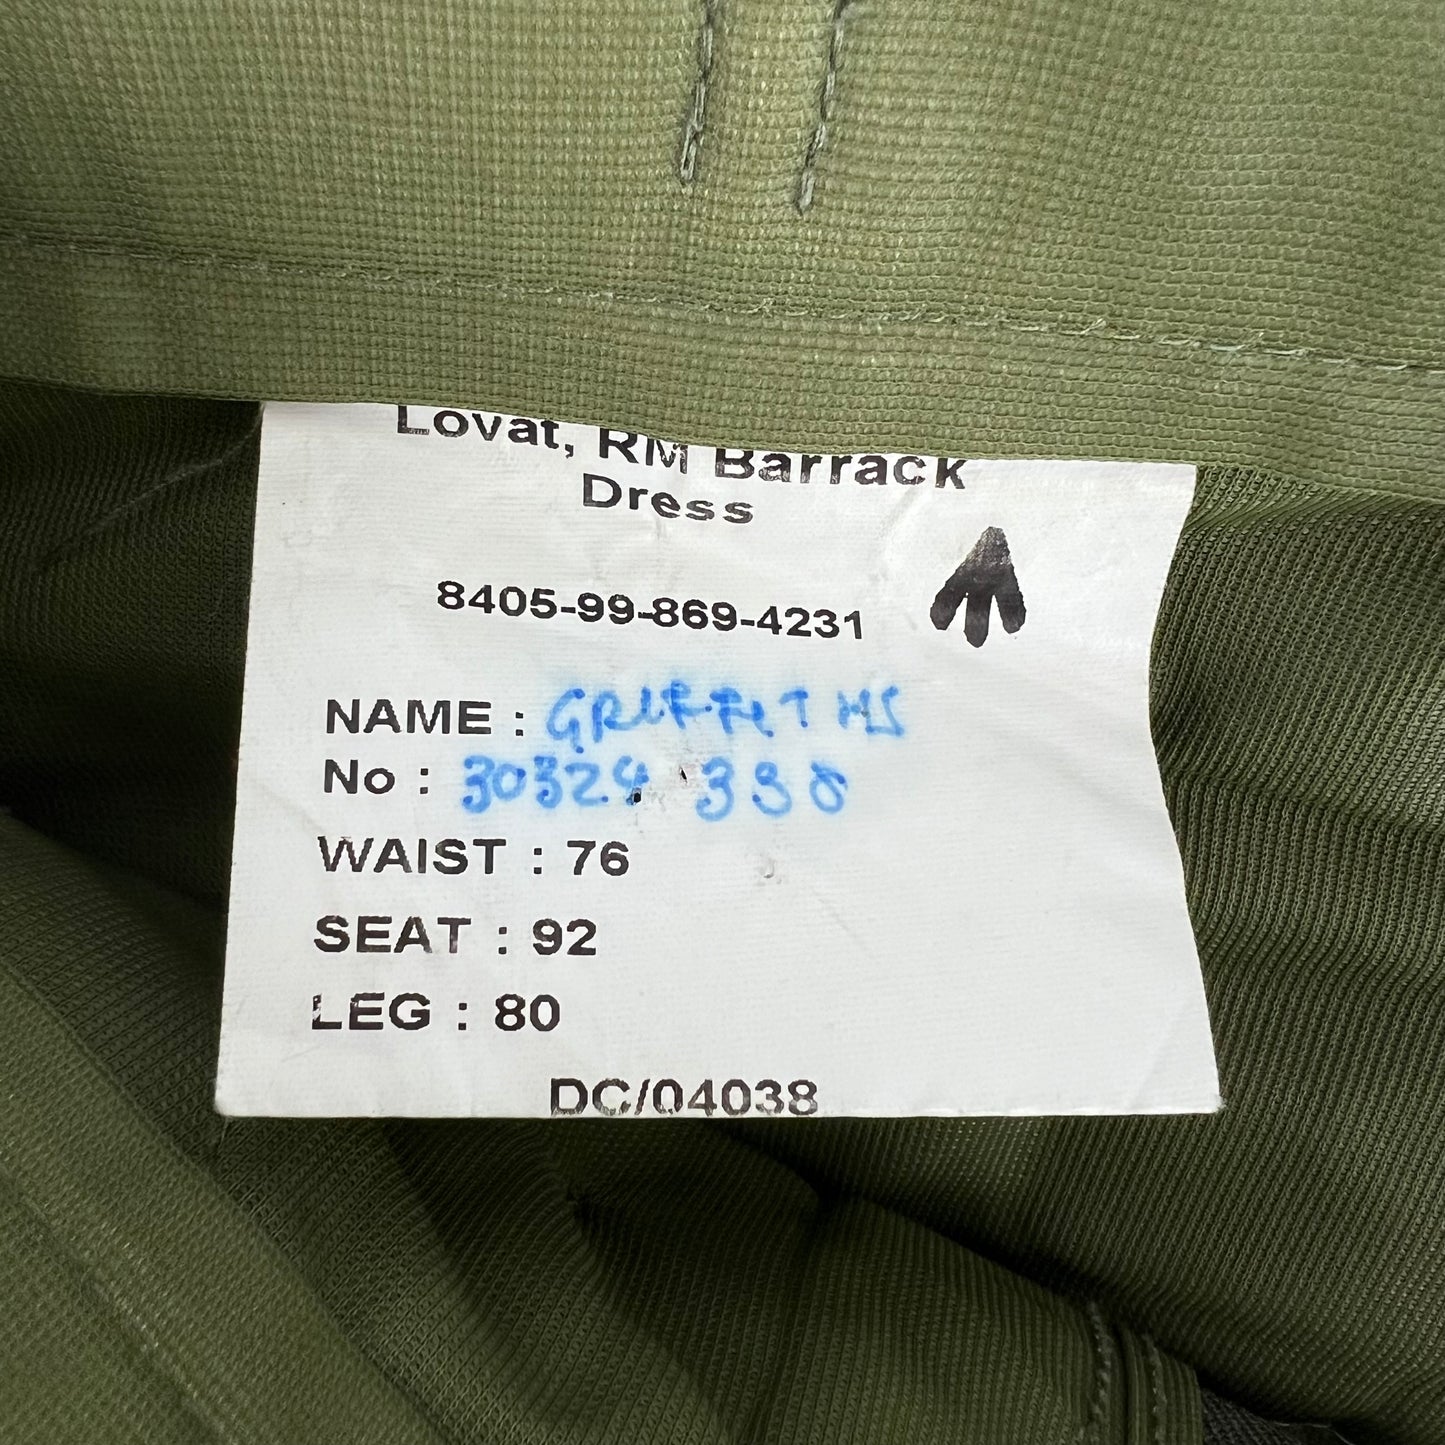 Lovat, RM Barrack
Dress
8405-99-869-4231
NAME : GRIFFITHS
No : 30324 338
WAIST : 76
SEAT : 92
LEG : 80
DC/04038